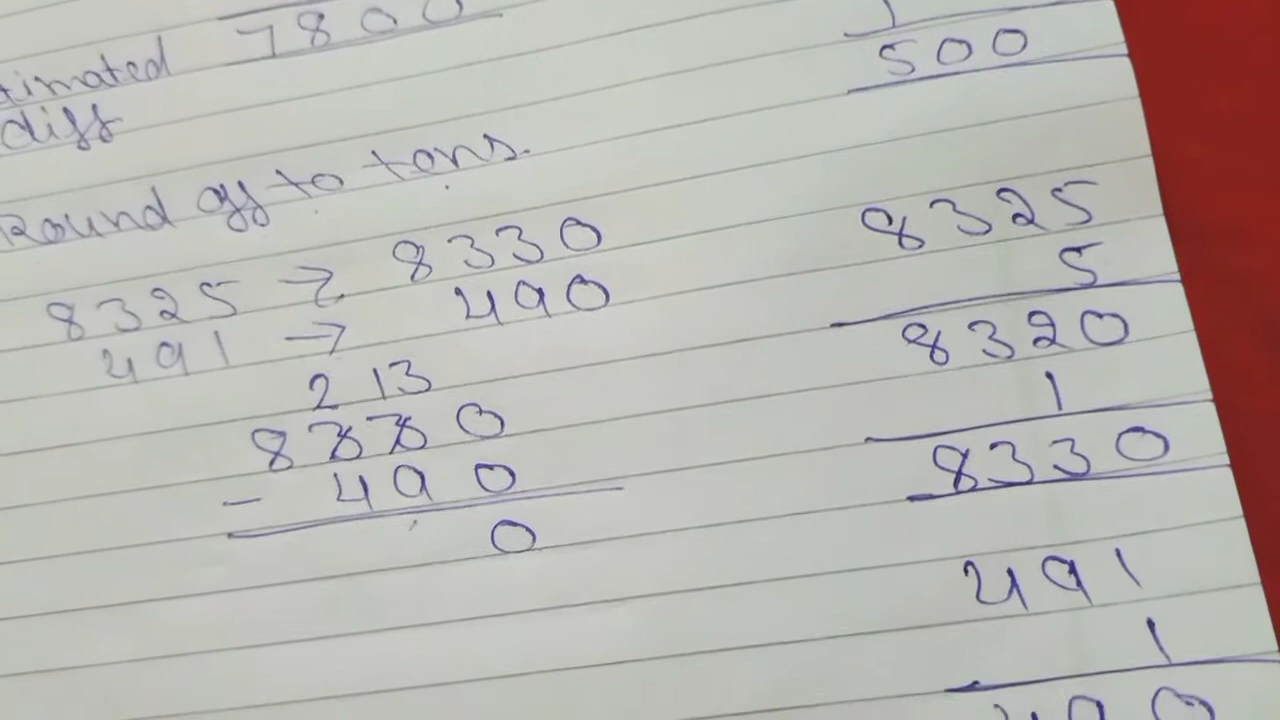 7800
timated
diff
Round off to tens.
8325 → 8330
491 → 490
2 13
8330
- 490
0
500
8325
5
8320
1
8330
491
1
490